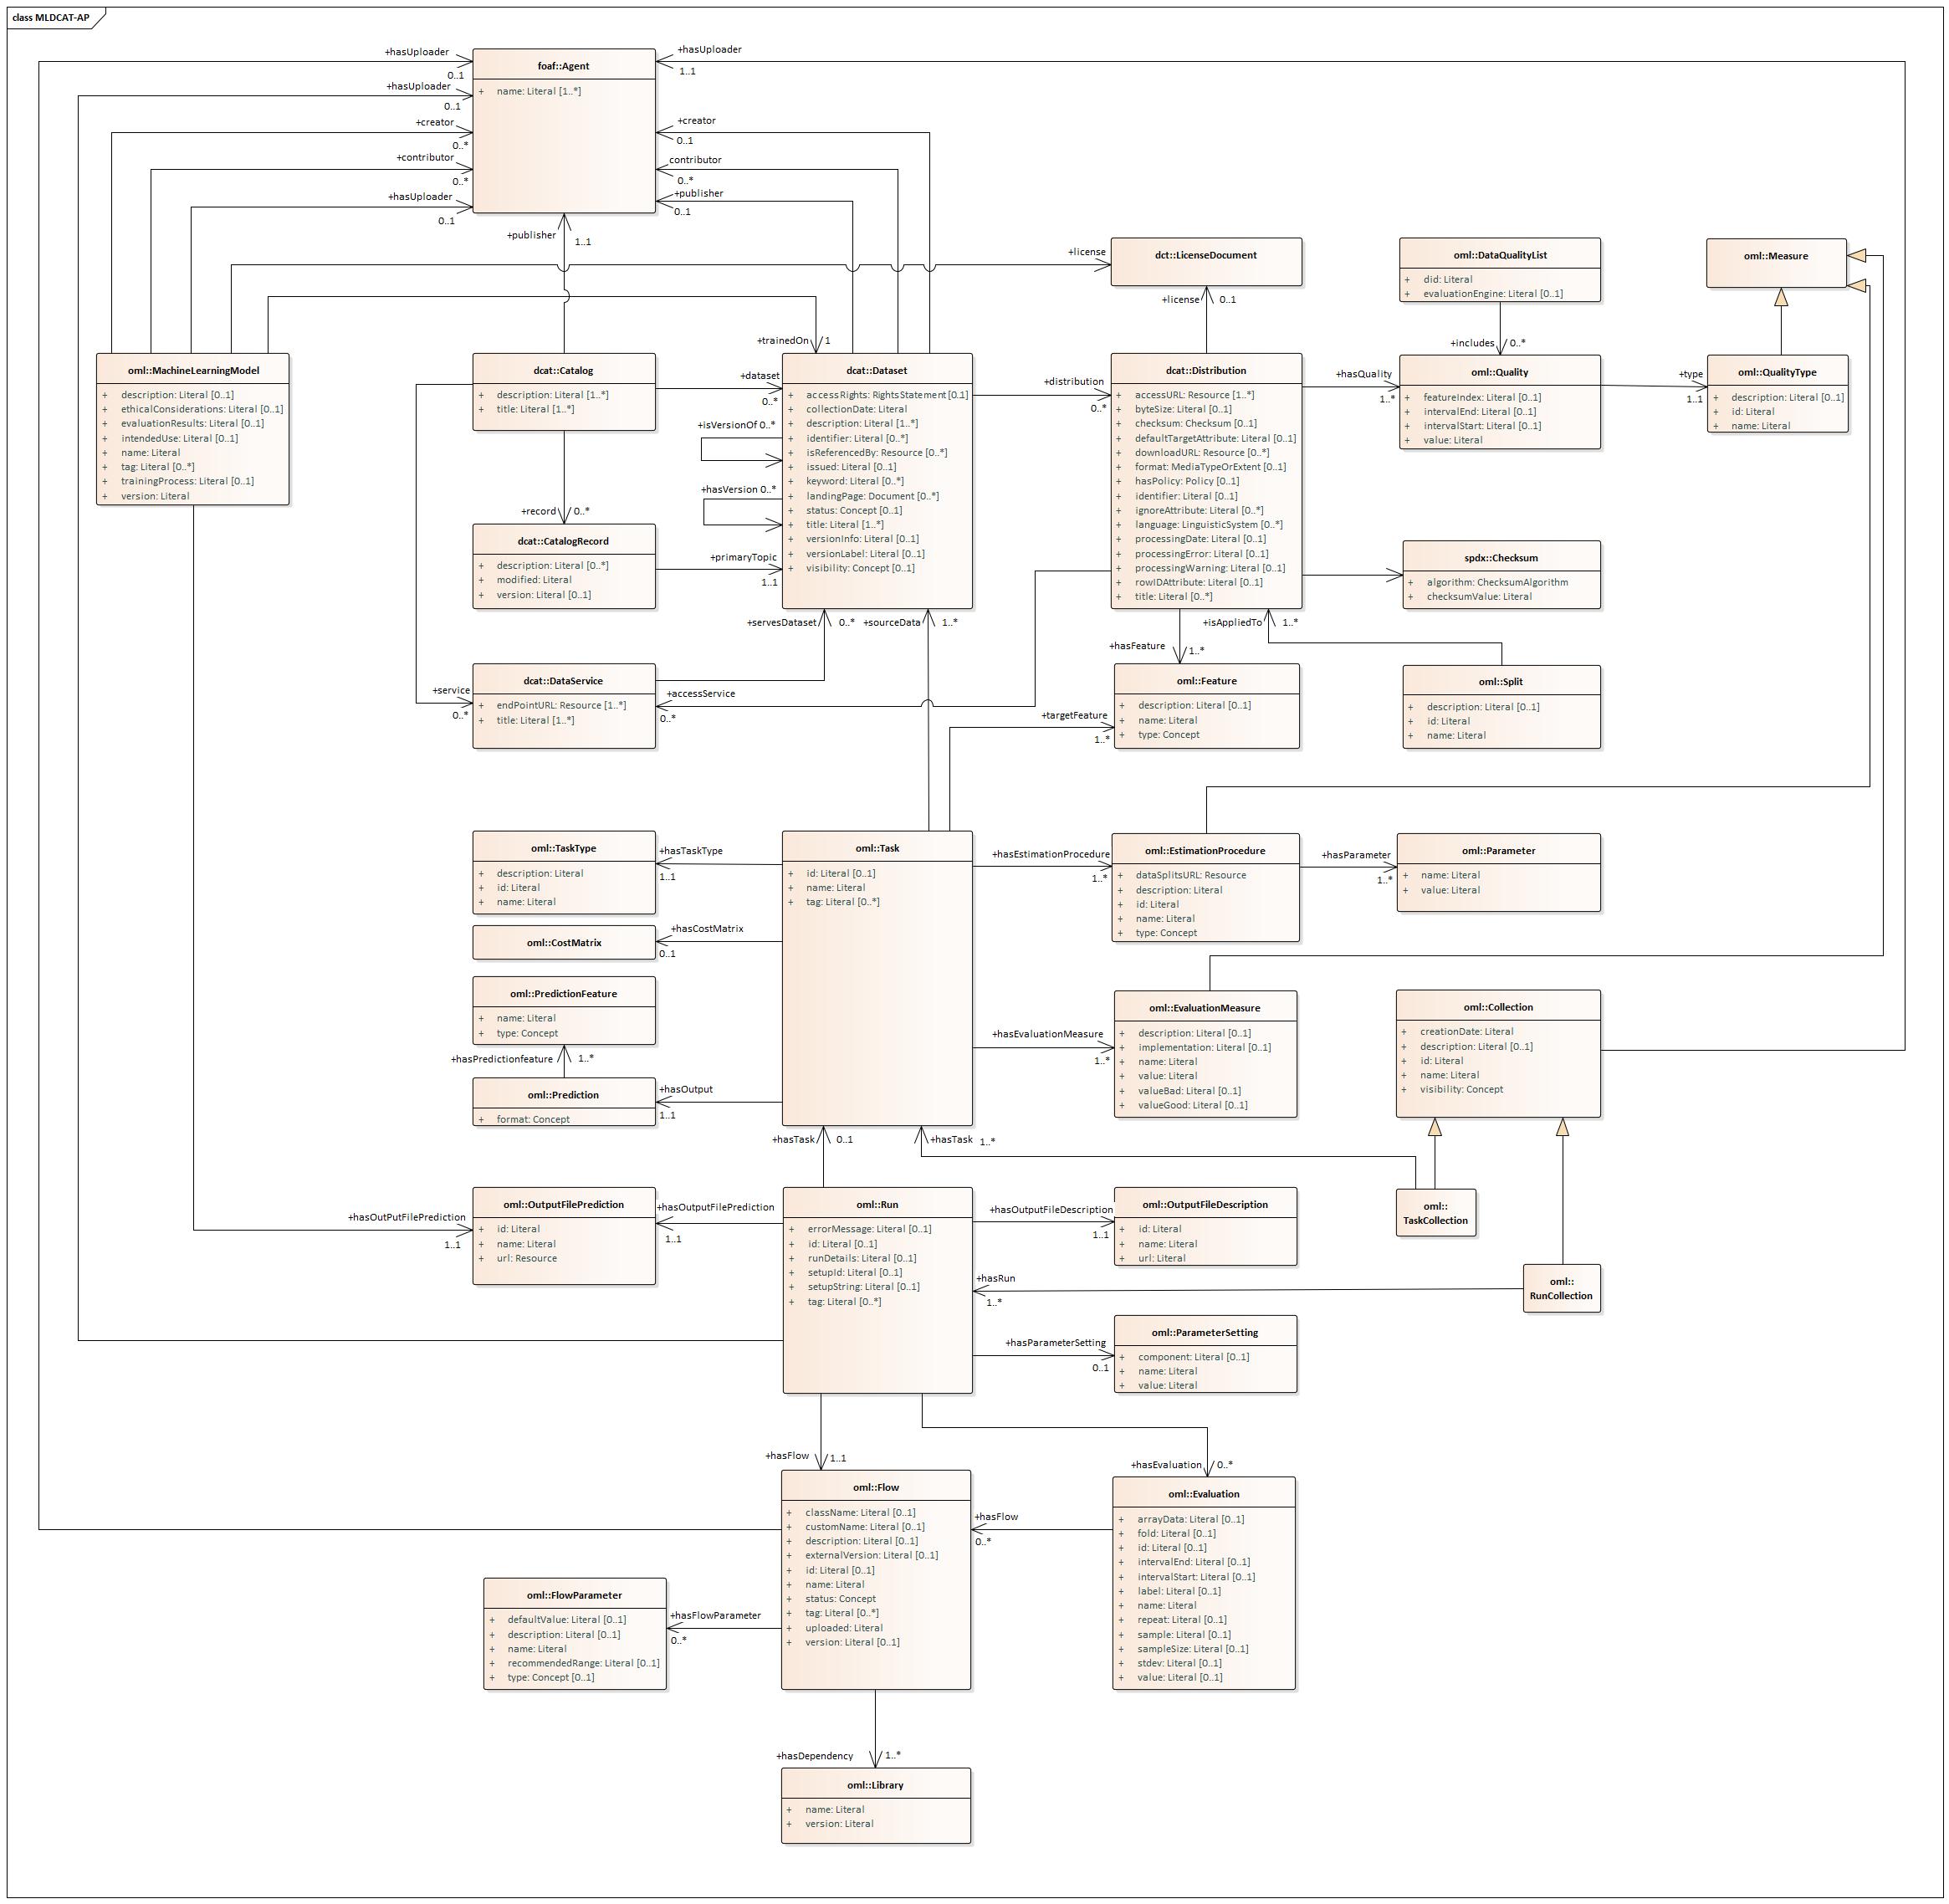 class MLDCAT-AP
+hasUploader
0..1
+hasUploader
0..1
+creator
0..*
+contributor
0..*
+hasUploader
0..1
foaf::Agent
+ name: Literal [1..*]
+hasUploader
1..1
+creator
0..1
contributor
0..*
+publisher
0..1
+publisher
1..1
+license
dct::LicenseDocument
+license 0..1
oml::DataQualityList
+ did: Literal
+ evaluationEngine: Literal [0..1]
+includes 0..*
oml::Measure
oml::MachineLearningModel
+ description: Literal [0..1]
+ ethicalConsiderations: Literal [0..1]
+ evaluationResults: Literal [0..1]
+ intendedUse: Literal [0..1]
+ name: Literal
+ tag: Literal [0..*]
+ trainingProcess: Literal [0..1]
+ version: Literal
dcat::Catalog
+ description: Literal [1..*]
+ title: Literal [1..*]
+trainedOn 1
+dataset
0..*
+isVersionOf 0..*
+hasVersion 0..*
dcat::Dataset
+ accessRights: RightsStatement [0.1]
+ collectionDate: Literal
+ description: Literal [1..*]
+ identifier: Literal [0..*]
+ isReferencedBy: Resource [0..*]
+ issued: Literal [0..1]
+ keyword: Literal [0..*]
+ landingPage: Document [0..*]
+ status: Concept [0..1]
+ title: Literal [1..*]
+ versionInfo: Literal [0..1]
+ versionLabel: Literal [0..1]
+ visibility: Concept [0..1]
+distribution
0..*
dcat::Distribution
+ accessURL: Resource [1..*]
+ byteSize: Literal [0..1]
+ checksum: Checksum [0..1]
+ defaultTargetAttribute: Literal [0..1]
+ downloadURL: Resource [0..*]
+ format: MediaTypeOrExtent [0..1]
+ hasPolicy: Policy [0..1]
+ identifier: Literal [0..1]
+ ignoreAttribute: Literal [0..*]
+ language: LinguisticSystem [0..*]
+ processingDate: Literal [0..1]
+ processingError: Literal [0..1]
+ processingWarning: Literal [0..1]
+ rowIDAttribute: Literal [0..1]
+ title: Literal [0..*]
+hasQuality
1..*
oml::Quality
+ featureIndex: Literal [0..1]
+ intervalEnd: Literal [0..1]
+ intervalStart: Literal [0..1]
+ value: Literal
+type
1..1
oml::QualityType
+ description: Literal [0..1]
+ id: Literal
+ name: Literal
+record 0..*
dcat::CatalogRecord
+ description: Literal [0..*]
+ modified: Literal
+ version: Literal [0..1]
+primaryTopic
1..1
spdx::Checksum
+ algorithm: ChecksumAlgorithm
+ checksumValue: Literal
+servesDataset 0..*
+sourceData 1..*
+isAppliedTo 1..*
+hasFeature 1..*
+service
0..*
dcat::DataService
+ endPointURL: Resource [1..*]
+ title: Literal [1..*]
+accessService
0..*
oml::Feature
+ description: Literal [0..1]
+ name: Literal
+ type: Concept
oml::Split
+ description: Literal [0..1]
+ id: Literal
+ name: Literal
+targetFeature
1..*
oml::TaskType
+ description: Literal
+ id: Literal
+ name: Literal
+hasTaskType
1..1
oml::Task
+ id: Literal [0..1]
+ name: Literal
+ tag: Literal [0..*]
+hasEstimationProcedure
1..*
oml::EstimationProcedure
+ dataSplitsURL: Resource
+ description: Literal
+ id: Literal
+ name: Literal
+ type: Concept
+hasParameter
1..*
oml::Parameter
+ name: Literal
+ value: Literal
oml::CostMatrix
+hasCostMatrix
0..1
oml::PredictionFeature
+ name: Literal
+ type: Concept
+hasPredictionfeature 1..*
oml::Prediction
+ format: Concept
+hasOutput
1..1
+hasEvaluationMeasure
1..*
oml::EvaluationMeasure
+ description: Literal [0..1]
+ implementation: Literal [0..1]
+ name: Literal
+ value: Literal
+ valueBad: Literal [0..1]
+ valueGood: Literal [0..1]
oml::Collection
+ creationDate: Literal
+ description: Literal [0..1]
+ id: Literal
+ name: Literal
+ visibility: Concept
+hasTask 0..1
+hasTask 1..*
+hasOutPutFilePrediction
1..1
oml::OutputFilePrediction
+ id: Literal
+ name: Literal
+ url: Resource
+hasOutputFilePrediction
1..1
oml::Run
+ errorMessage: Literal [0..1]
+ id: Literal [0..1]
+ runDetails: Literal [0..1]
+ setupId: Literal [0..1]
+ setupString: Literal [0..1]
+ tag: Literal [0..*]
+hasOutputFileDescription
1..1
oml::OutputFileDescription
+ id: Literal
+ name: Literal
+ url: Literal
oml::
TaskCollection
+hasRun
1..*
oml::
RunCollection
+hasParameterSetting
0..1
oml::ParameterSetting
+ component: Literal [0..1]
+ name: Literal
+ value: Literal
+hasFlow 1..1
+hasEvaluation 0..*
oml::Flow
+ className: Literal [0..1]
+ customName: Literal [0..1]
+ description: Literal [0..1]
+ externalVersion: Literal [0..1]
+ id: Literal [0..1]
+ name: Literal
+ status: Concept
+ tag: Literal [0..*]
+ uploaded: Literal
+ version: Literal [0..1]
+hasFlow
0..*
oml::Evaluation
+ arrayData: Literal [0..1]
+ fold: Literal [0..1]
+ id: Literal [0..1]
+ intervalEnd: Literal [0..1]
+ intervalStart: Literal [0..1]
+ label: Literal [0..1]
+ name: Literal
+ repeat: Literal [0..1]
+ sample: Literal [0..1]
+ sampleSize: Literal [0..1]
+ stdev: Literal [0..1]
+ value: Literal [0..1]
oml::FlowParameter
+ defaultValue: Literal [0..1]
+ description: Literal [0..1]
+ name: Literal
+ recommendedRange: Literal [0..1]
+ type: Concept [0..1]
+hasFlowParameter
0..*
+hasDependency 1..*
oml::Library
+ name: Literal
+ version: Literal